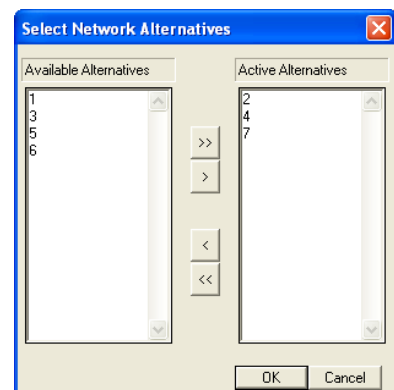 Select Network Alternatives
Available Alternatives
Active Alternatives
1
3
5
6
>>
>
<
<<
2
4
7
OK
Cancel